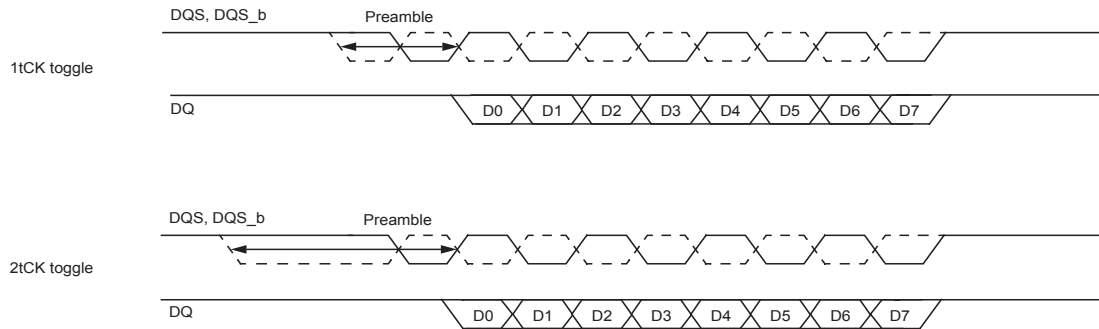 DQS, DQS_b
Preamble
1tCK toggle
DQ
D0 D1 D2 D3 D4 D5 D6 D7
DQS, DQS_b
Preamble
2tCK toggle
DQ
D0 D1 D2 D3 D4 D5 D6 D7